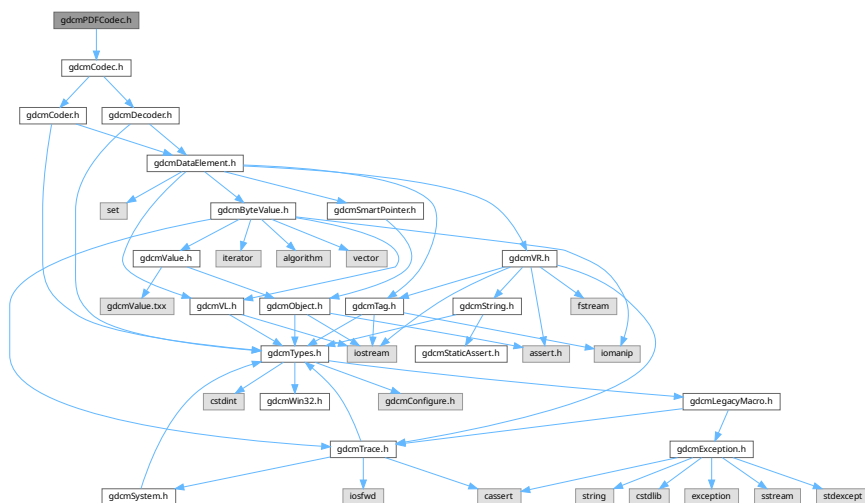 gdcmPDFCodec.h
gdcmCodec.h
gdcmCoder.h
gdcmDecoder.h
gdcmDataElement.h
set
gdcmByteValue.h
gdcmSmartPointer.h
gdcmValue.h
iterator
algorithm
vector
gdcmVR.h
gdcmValue.txx
gdcmVL.h
gdcmObject.h
gdcmTag.h
gdcmString.h
fstream
gdcmTypes.h
iostream
gdcmStaticAssert.h
assert.h
iomanip
cstdint
gdcmWin32.h
gdcmConfigure.h
gdcmLegacyMacro.h
gdcmTrace.h
gdcmException.h
gdcmSystem.h
iosfwd
cassert
string
cstdlib
exception
sstream
stdexcept